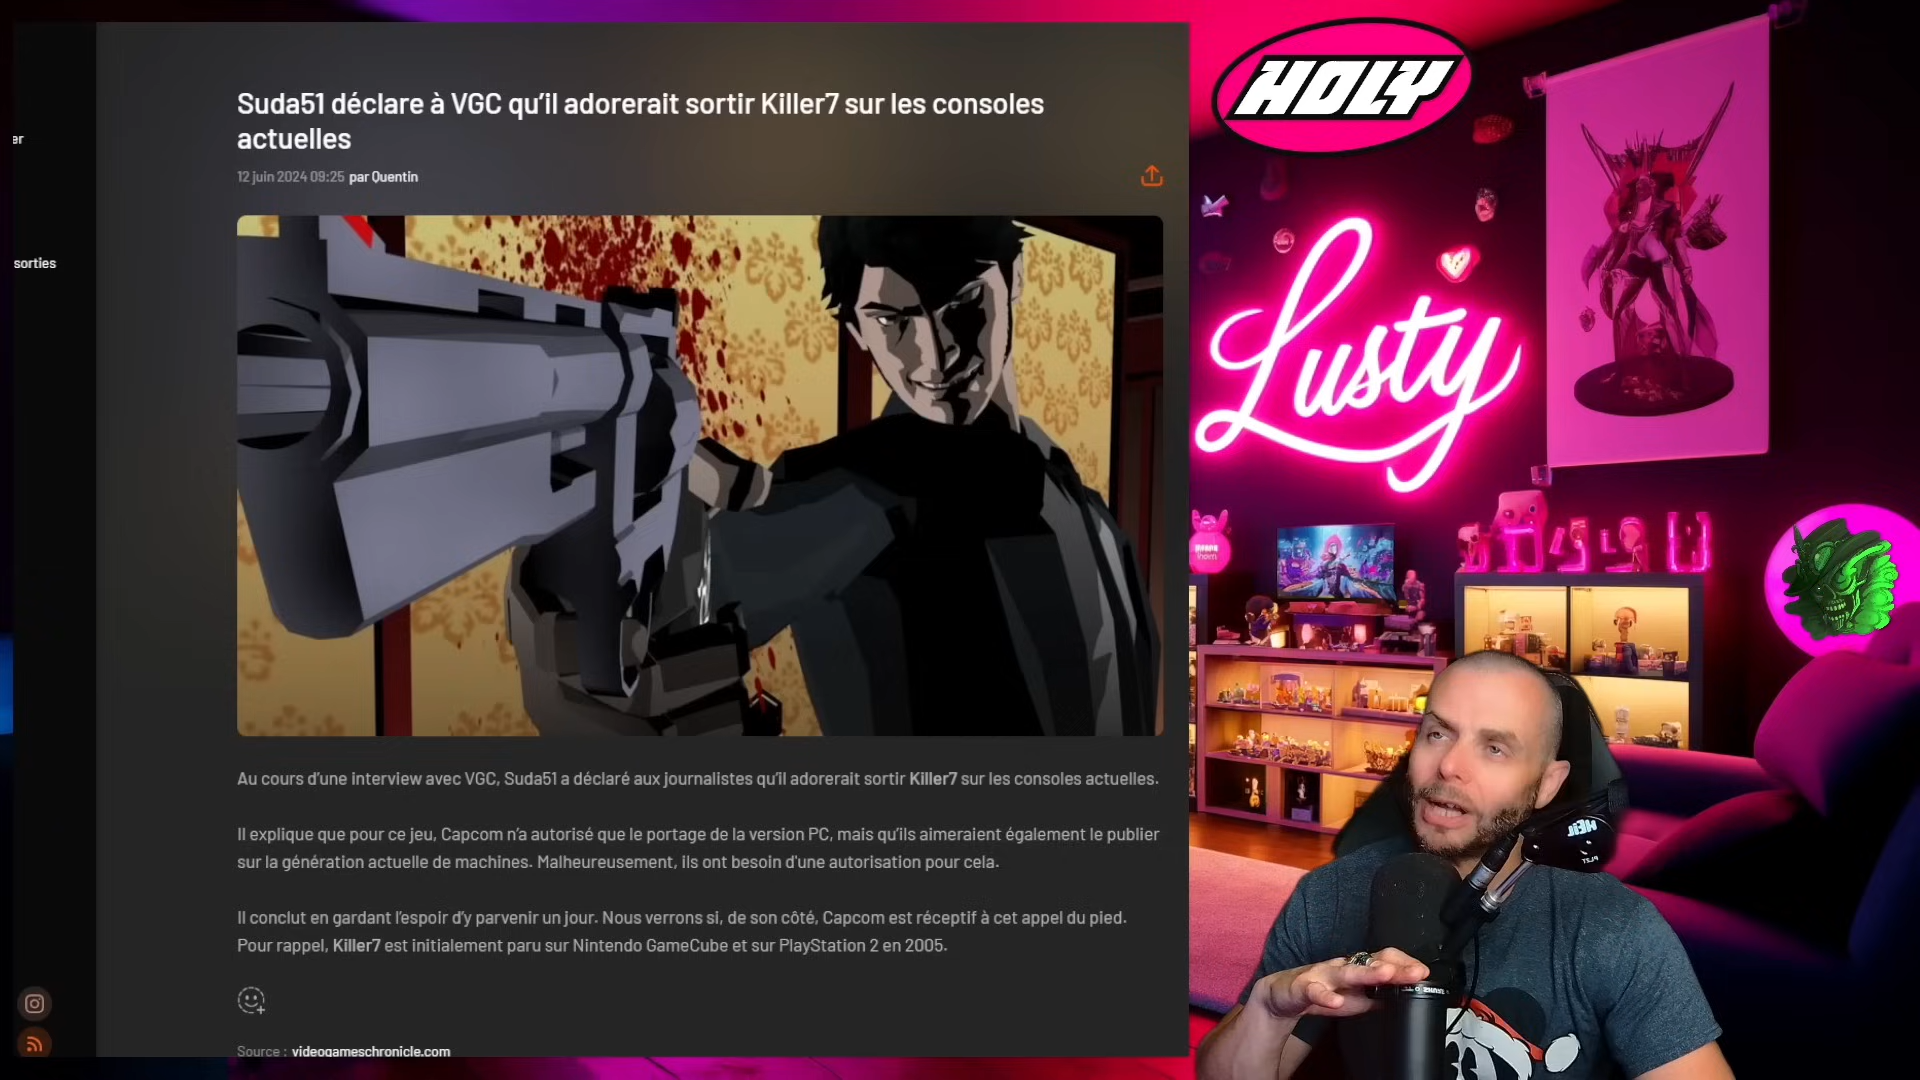 er
sorties
Suda51 déclare à VGC qu’il adorerait sortir Killer7 sur les consoles
actuelles
12 juin 2024 09:25 par Quentin
Au cours d’une interview avec VGC, Suda51 a déclaré aux journalistes qu’il adorerait sortir Killer7 sur les consoles actuelles.
Il explique que pour ce jeu, Capcom n’a autorisé que le portage de la version PC, mais qu’ils aimeraient également le publier
sur la génération actuelle de machines. Malheureusement, ils ont besoin d'une autorisation pour cela.
Il conclut en gardant l’espoir d’y parvenir un jour. Nous verrons si, de son côté, Capcom est réceptif à cet appel du pied.
Pour rappel, Killer7 est initialement paru sur Nintendo GameCube et sur PlayStation 2 en 2005.
Source : videogameschronicle.com
HOLY
Lusty